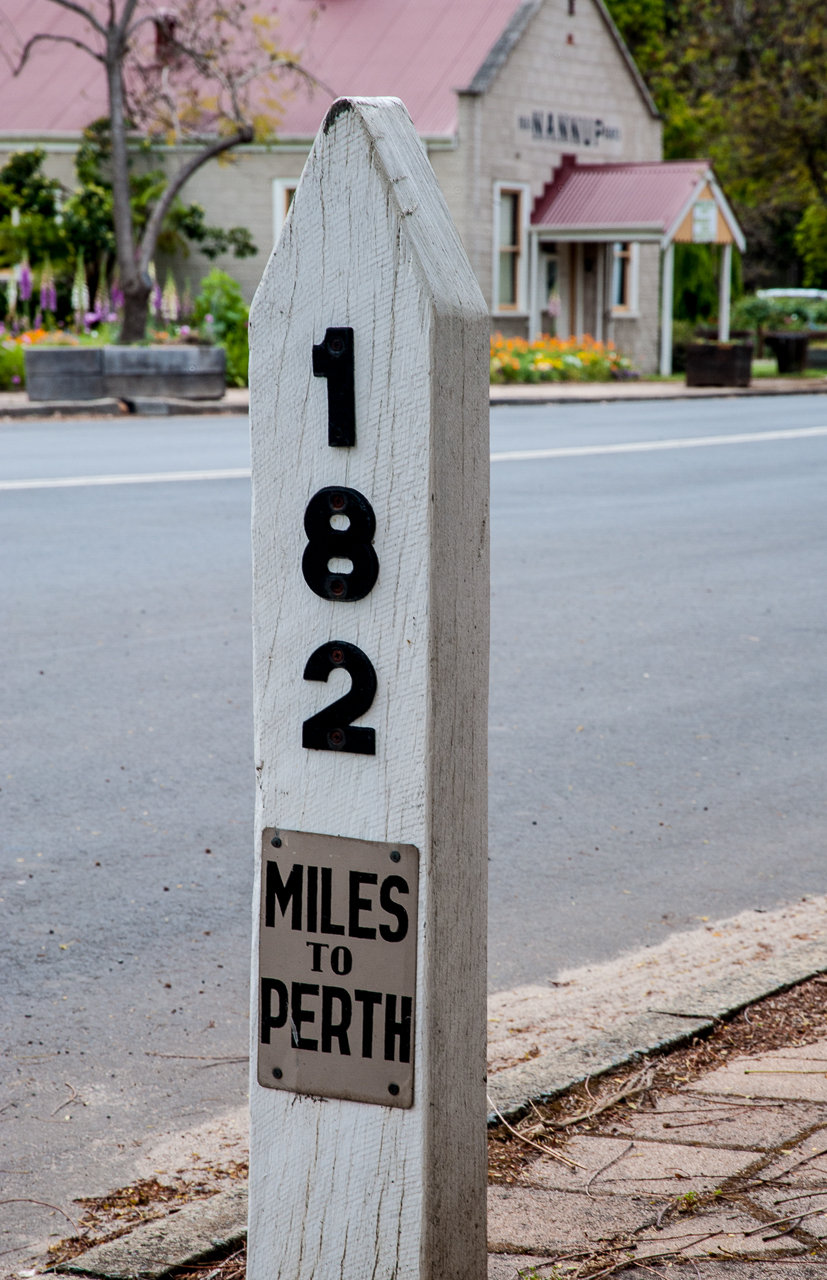 NANNUP
1
8
2
MILES
TO
PERTH